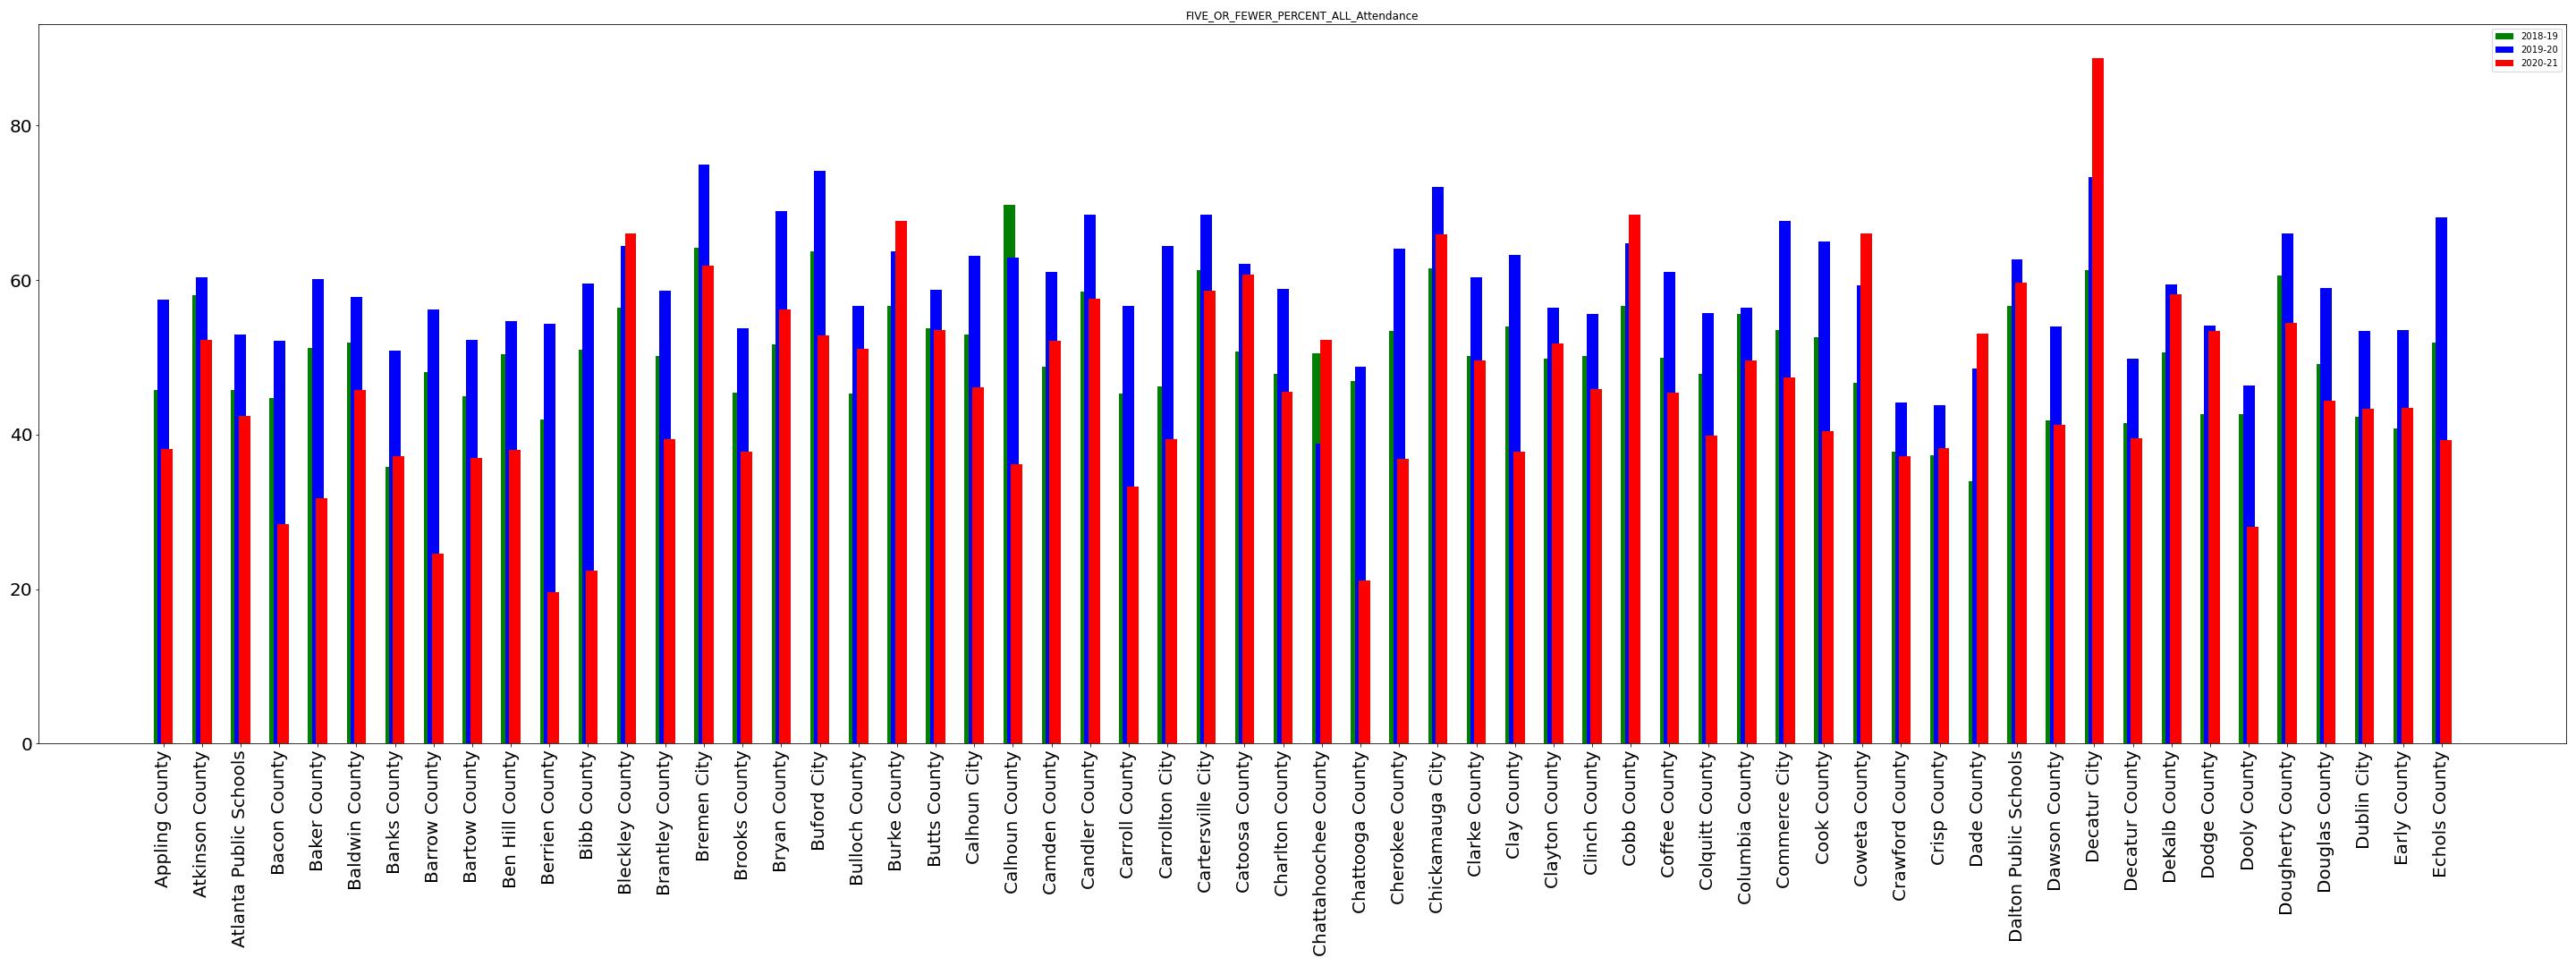 FIVE_OR_FEWER_PERCENT_ALL_Attendance
2018-19
2019-20
2020-21
80
60
40
20
0
Appling County
Atkinson County
Atlanta Public Schools
Bacon County
Baker County
Baldwin County
Banks County
Barrow County
Bartow County
Ben Hill County
Berrien County
Bibb County
Bleckley County
Brantley County
Bremen City
Brooks County
Bryan County
Buford City
Bulloch County
Burke County
Butts County
Calhoun City
Calhoun County
Camden County
Candler County
Carroll County
Carrollton City
Cartersville City
Catoosa County
Charlton County
Chattahoochee County
Chattooga County
Cherokee County
Chickamauga City
Clarke County
Clay County
Clayton County
Clinch County
Cobb County
Coffee County
Colquitt County
Columbia County
Commerce City
Cook County
Coweta County
Crawford County
Crisp County
Dade County
Dalton Public Schools
Dawson County
Decatur City
Decatur County
DeKalb County
Dodge County
Dooly County
Dougherty County
Douglas County
Dublin City
Early County
Echols County